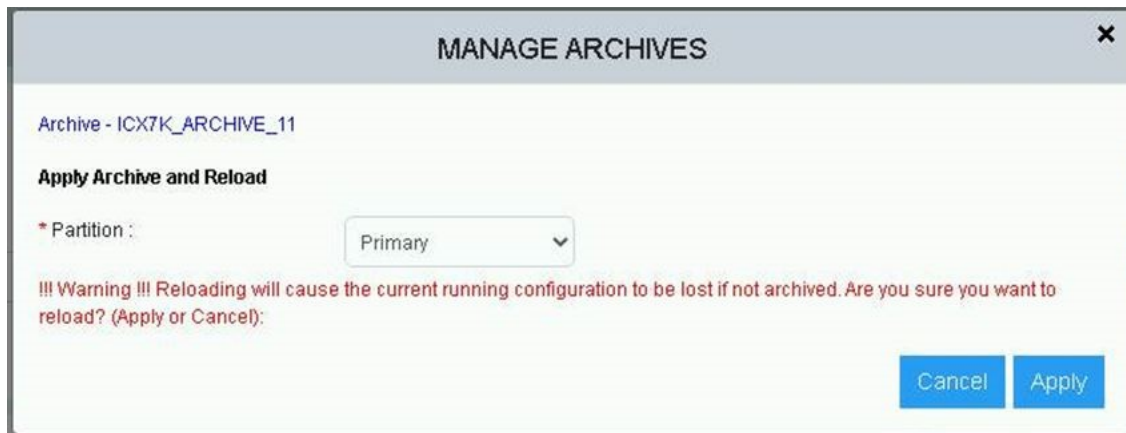 MANAGE ARCHIVES
×
Archive - ICX7K_ARCHIVE_11
Apply Archive and Reload
* Partition :
Primary
!!! Warning !!! Reloading will cause the current running configuration to be lost if not archived. Are you sure you want to
reload? (Apply or Cancel):
Cancel Apply